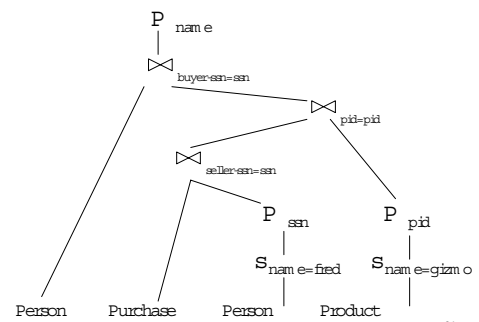 P name
buyer-ssn=ssn
pid=pid
seller-ssn=ssn
P ssn
P pid
S name=fred
S name=gizmo
Person Purchase Person Product